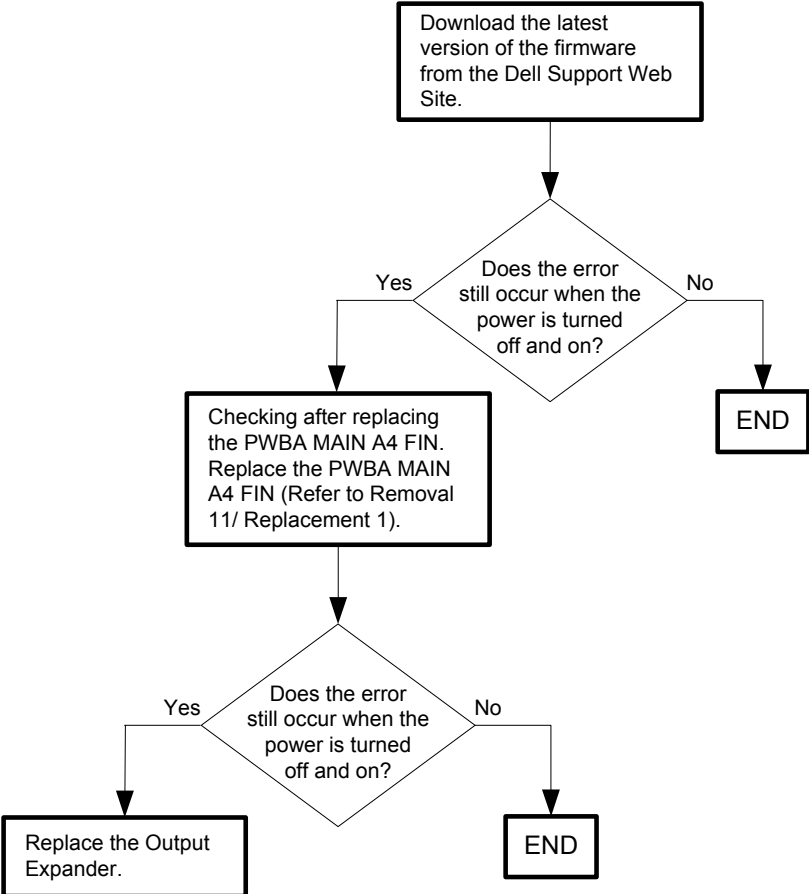 Download the latest
version of the firmware
from the Dell Support Web
Site.
Does the error
still occur when the
power is turned
off and on?
Yes
No
END
Checking after replacing
the PWBA MAIN A4 FIN.
Replace the PWBA MAIN
A4 FIN (Refer to Removal
11/ Replacement 1).
Does the error
still occur when the
power is turned
off and on?
Yes
No
Replace the Output
Expander.
END